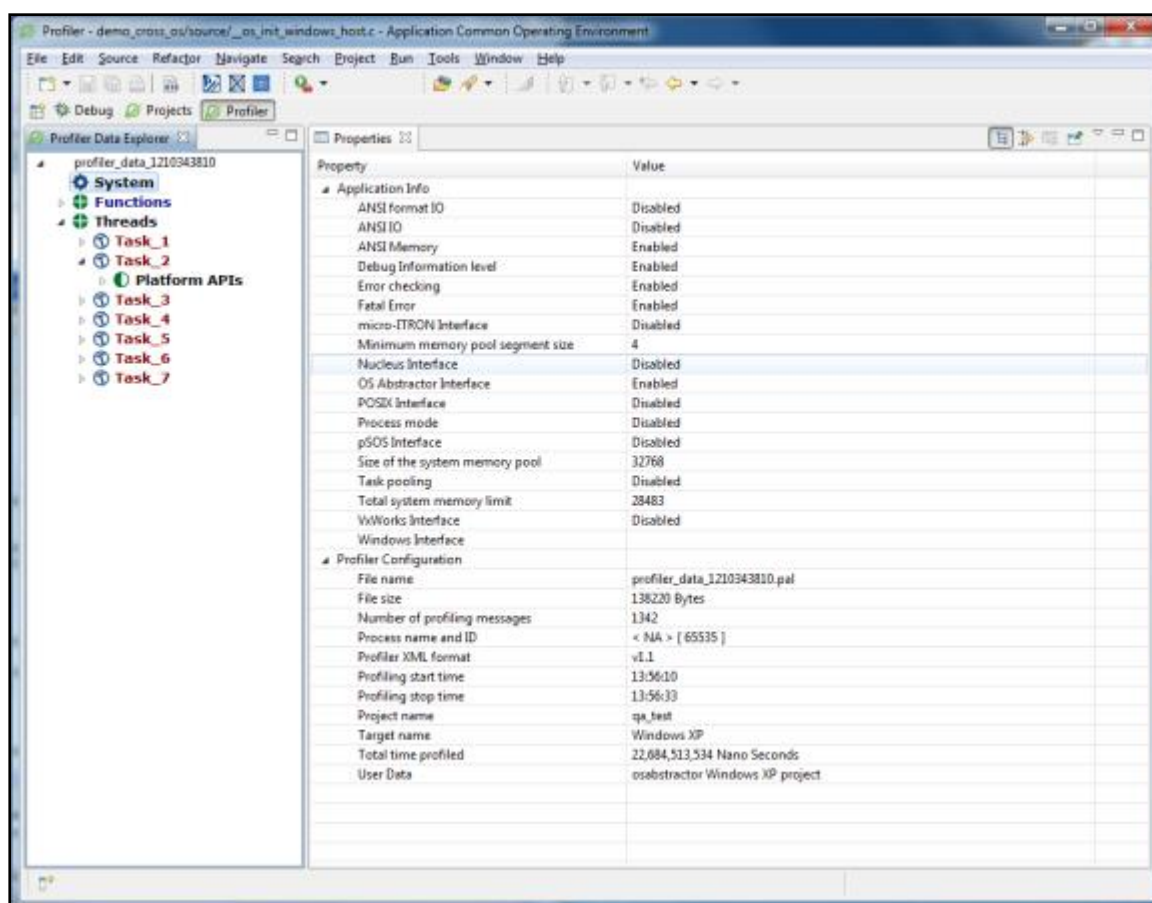 Profiler - demo_cross_os/source/__os_init_windows_host.c - Application Common Operating Environment
File Edit Source Refactor Navigate Search Project Run Tools Window Help
Debug Projects Profiler
Profiler Data Explorer
profiler_data_1210343810
System
Functions
Threads
Task_1
Task_2
Platform APIs
Task_3
Task_4
Task_5
Task_6
Task_7
Properties
Property Value
Application Info
ANSI format IO Disabled
ANSI IO Disabled
ANSI Memory Enabled
Debug Information level Enabled
Error checking Enabled
Fatal Error Enabled
micro-ITRON Interface Disabled
Minimum memory pool segment size 4
Nucleus Interface Disabled
OS Abstractor Interface Enabled
POSIX Interface Disabled
Process mode Disabled
pSOS Interface Disabled
Size of the system memory pool 32768
Task pooling Disabled
Total system memory limit 28483
VxWorks Interface Disabled
Windows Interface
Profiler Configuration
File name profiler_data_1210343810.pal
File size 138220 Bytes
Number of profiling messages 1342
Process name and ID < NA > [ 65535 ]
Profiler XML format v1.1
Profiling start time 13:56:10
Profiling stop time 13:56:33
Project name qa_test
Target name Windows XP
Total time profiled 22,684,513,534 Nano Seconds
User Data osabstractor Windows XP project